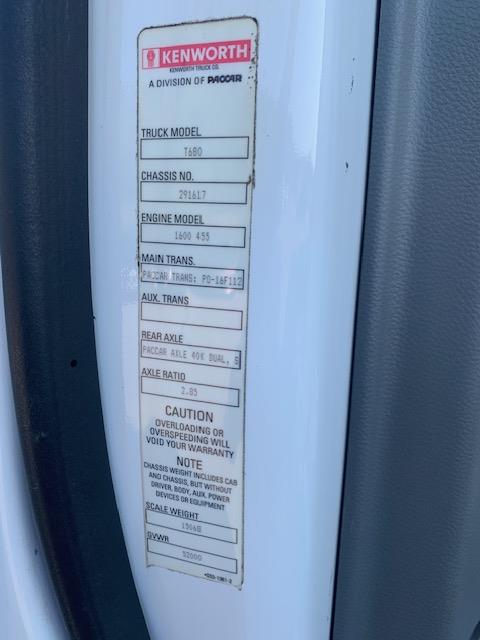 KENWORTH
KENWORTH TRUCK CO.
A DIVISION OF PACCAR
TRUCK MODEL
T680
CHASSIS NO.
291617
ENGINE MODEL
1600 455
MAIN TRANS.
PACCAR TRANS: PO-16F112
AUX. TRANS
REAR AXLE
PACCAR AXLE 40K DUAL, S
AXLE RATIO
2.85
CAUTION
OVERLOADING OR
OVERSPEEDING WILL
VOID YOUR WARRANTY
NOTE
CHASSIS WEIGHT INCLUDES CAB
AND CHASSIS, BUT WITHOUT
DRIVER, BODY, AUX. POWER
DEVICES OR EQUIPMENT
SCALE WEIGHT
15068
GVWR
52000